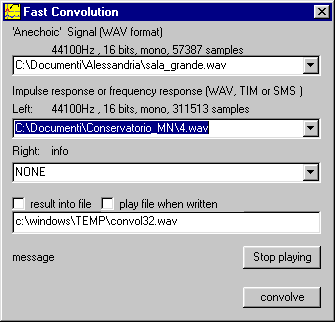 Fast Convolution
'Anechoic' Signal (WAV format)
44100Hz , 16 bits, mono, 57387 samples
C:\Documenti\Alessandria\sala_grande.wav
Impulse response or frequency response (WAV, TIM or SMS )
Left: 44100Hz , 16 bits, mono, 311513 samples
C:\Documenti\Conservatorio_MN\4.wav
Right: info
NONE
result into file play file when written
c:\windows\TEMP\convol32.wav
message Stop playing
convolve